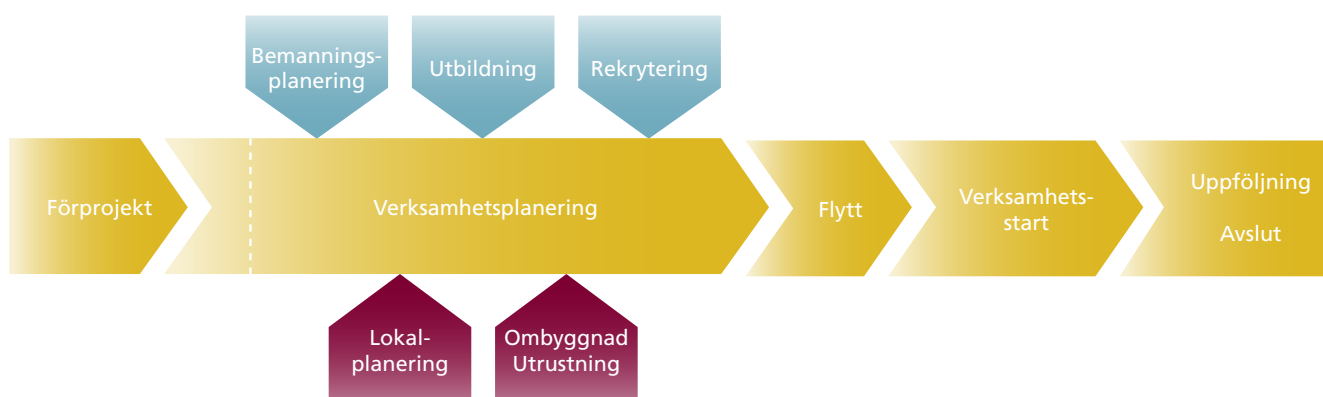 Bemannings-
planering
Utbildning
Rekrytering
Förprojekt
Verksamhetsplanering
Flytt
Verksamhets-
start
Uppföljning
Avslut
Lokal-
planering
Ombyggnad
Utrustning